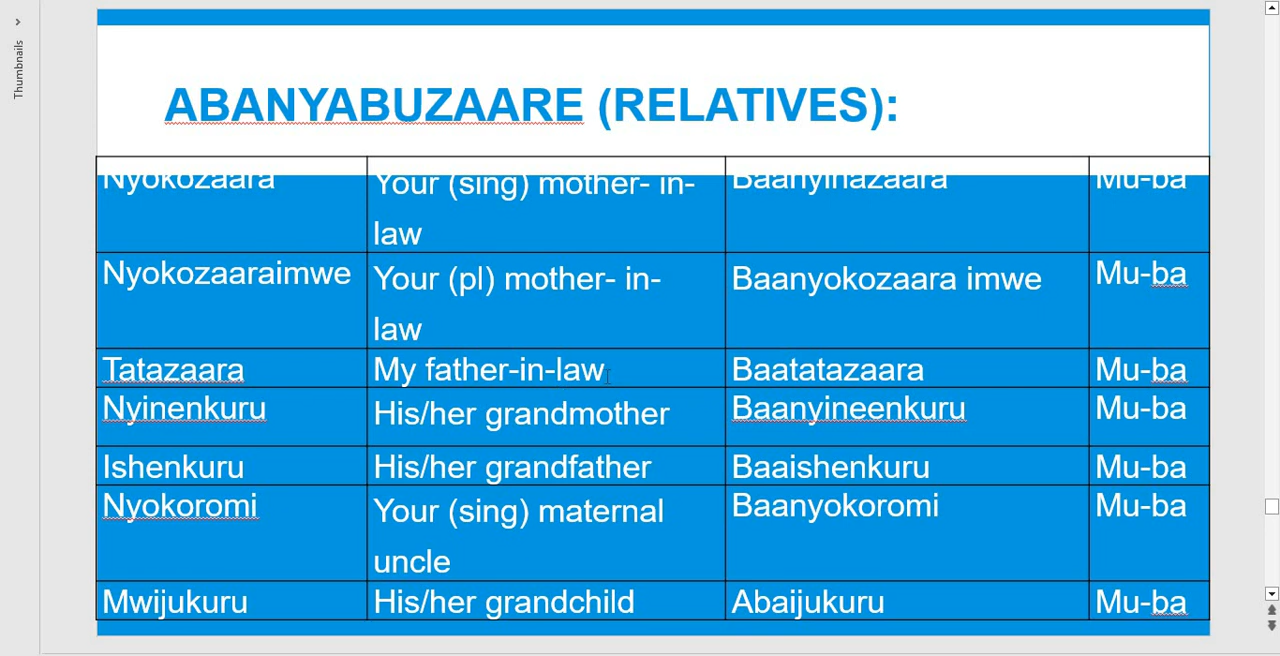 Thumbnails
ABANYABUZAARE (RELATIVES):
Nyokozaara Your (sing) mother- in- Baanyinazaara Mu-ba
law
Nyokozaaraimwe Your (pl) mother- in- Baanyokozaara imwe Mu-ba
law
Tatazaara My father-in-law Baatatazaara Mu-ba
Nyinenkuru His/her grandmother Baanyineenkuru Mu-ba
Ishenkuru His/her grandfather Baaishenkuru Mu-ba
Nyokoromi Your (sing) maternal Baanyokoromi Mu-ba
uncle
Mwijukuru His/her grandchild Abaijukuru Mu-ba